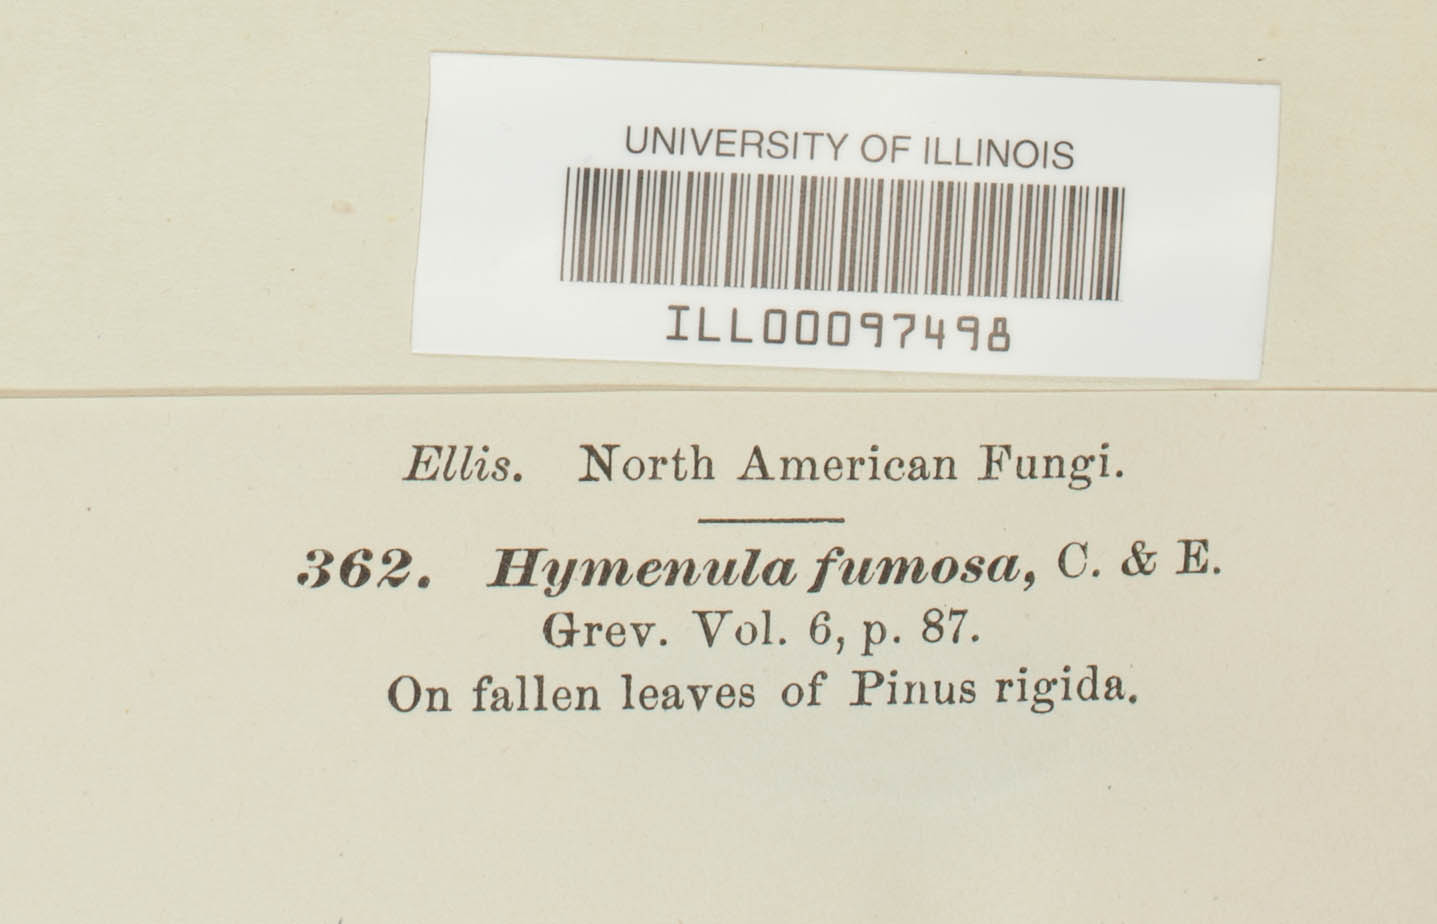 UNIVERSITY OF ILLINOIS
ILL00097498
Ellis. North American Fungi.
362. Hymenula fumosa, C. & E.
Grev. Vol. 6, p. 87.
On fallen leaves of Pinus rigida.